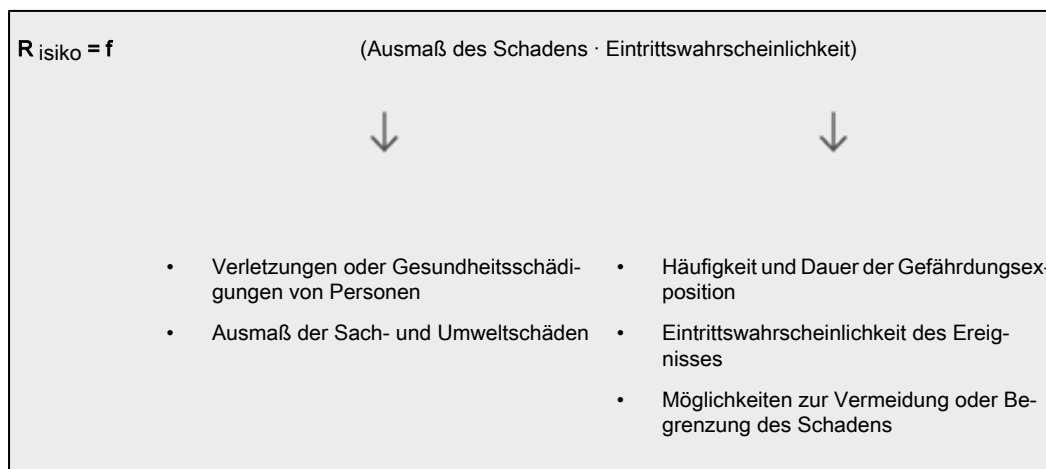 R isiko = f (Ausmaß des Schadens · Eintrittswahrscheinlichkeit)
• Verletzungen oder Gesundheitsschädi-
gungen von Personen
• Ausmaß der Sach- und Umweltschäden
• Häufigkeit und Dauer der Gefährdungsex-
position
• Eintrittswahrscheinlichkeit des Ereig-
nisses
• Möglichkeiten zur Vermeidung oder Be-
grenzung des Schadens